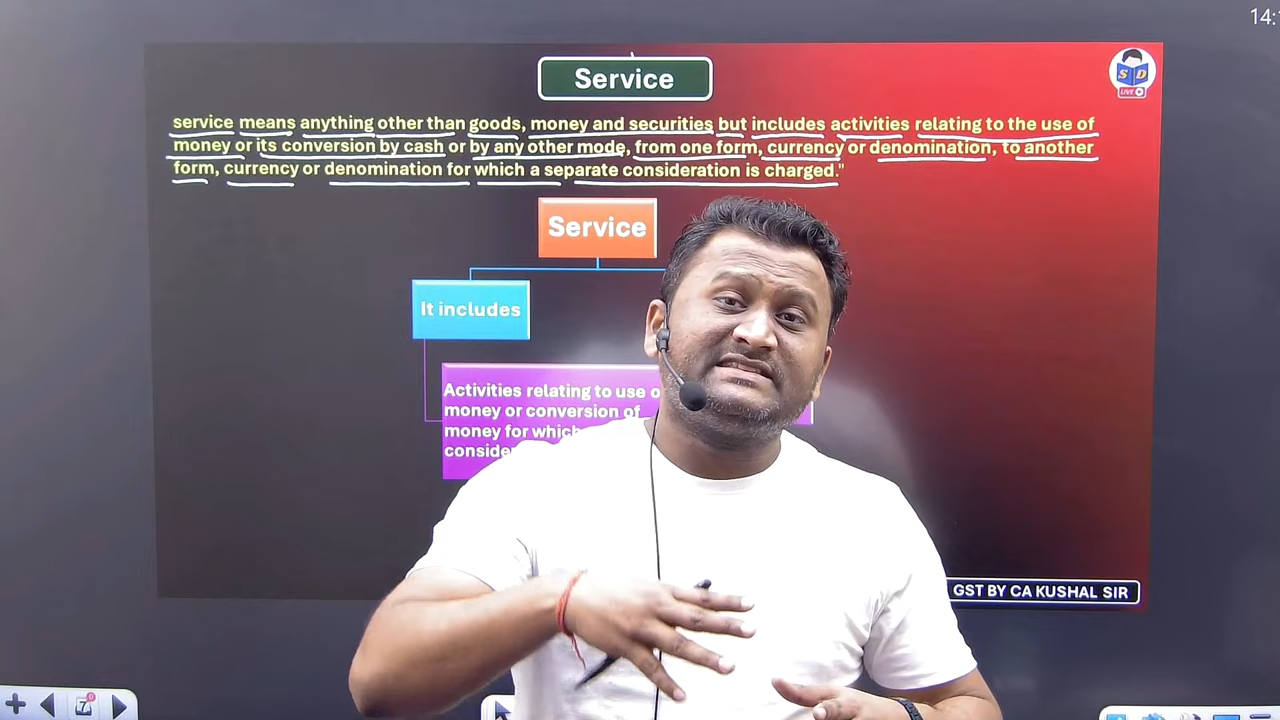 14:
Service
S D
LIVE
service means anything other than goods, money and securities but includes activities relating to the use of
money or its conversion by cash or by any other mode, from one form, currency or denomination, to another
form, currency or denomination for which a separate consideration is charged."
Service
It includes
Activities relating to use
money or conversion of
money for which
GST BY CA KUSHAL SIR
7